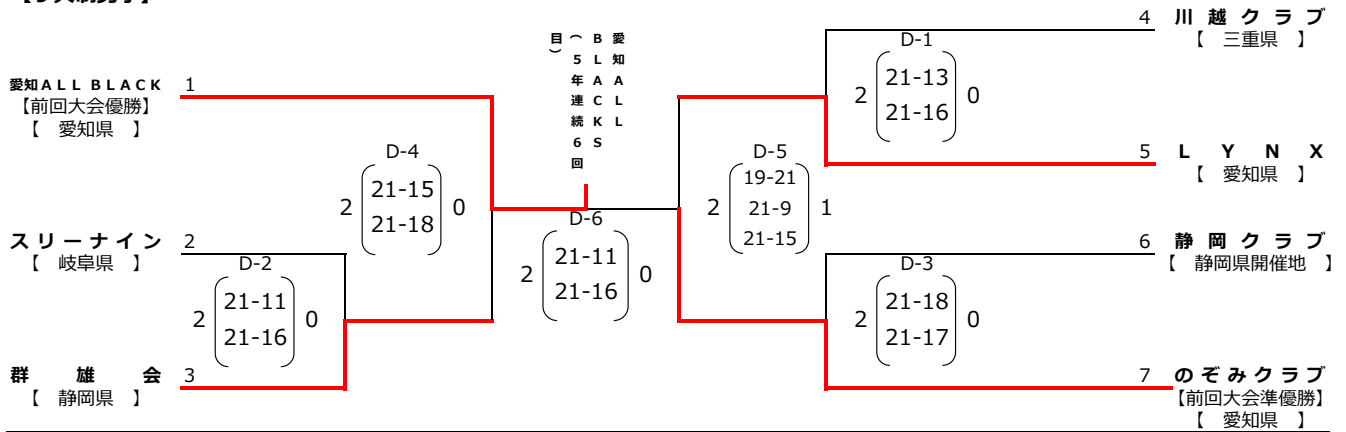 愛知ALL BLACK 1
【前回大会優勝】
【 愛知県 】
スリーナイン 2
【 岐阜県 】
群雄会 3
【 静岡県 】
D-2
2 21-11 0
21-16
D-4
2 21-15 0
21-18
愛知ALL
BLACKS
(5年連続6回
目)
D-6
2 21-11 0
21-16
D-5
19-21
2 21-9 1
21-15
D-1
2 21-13 0
21-16
D-3
2 21-18 0
21-17
4 川越クラブ
【 三重県 】
5 LYNX
【 愛知県 】
6 静岡クラブ
【 静岡県開催地 】
7 のぞみクラブ
【前回大会準優勝】
【 愛知県 】